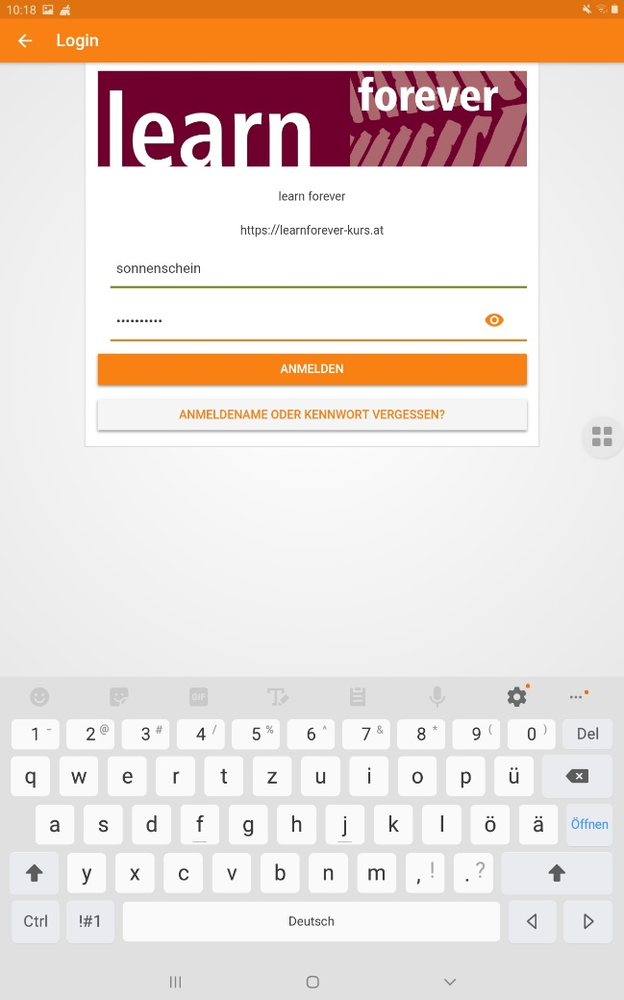 10:18
Login
learn forever
learn forever
https://learnforever-kurs.at
sonnenschein
••••••••••
ANMELDEN
ANMELDENAME ODER KENNWORT VERGESSEN?
GIF T
1 - 2 @ 3 # 4 / 5 % 6 ^ 7 & 8 * 9 ( 0 ) Del
q w e r t z u i o p ü
a s d f g h j k l ö ä Öffnen
y x c v b n m , ! . ?
Ctrl !#1 Deutsch